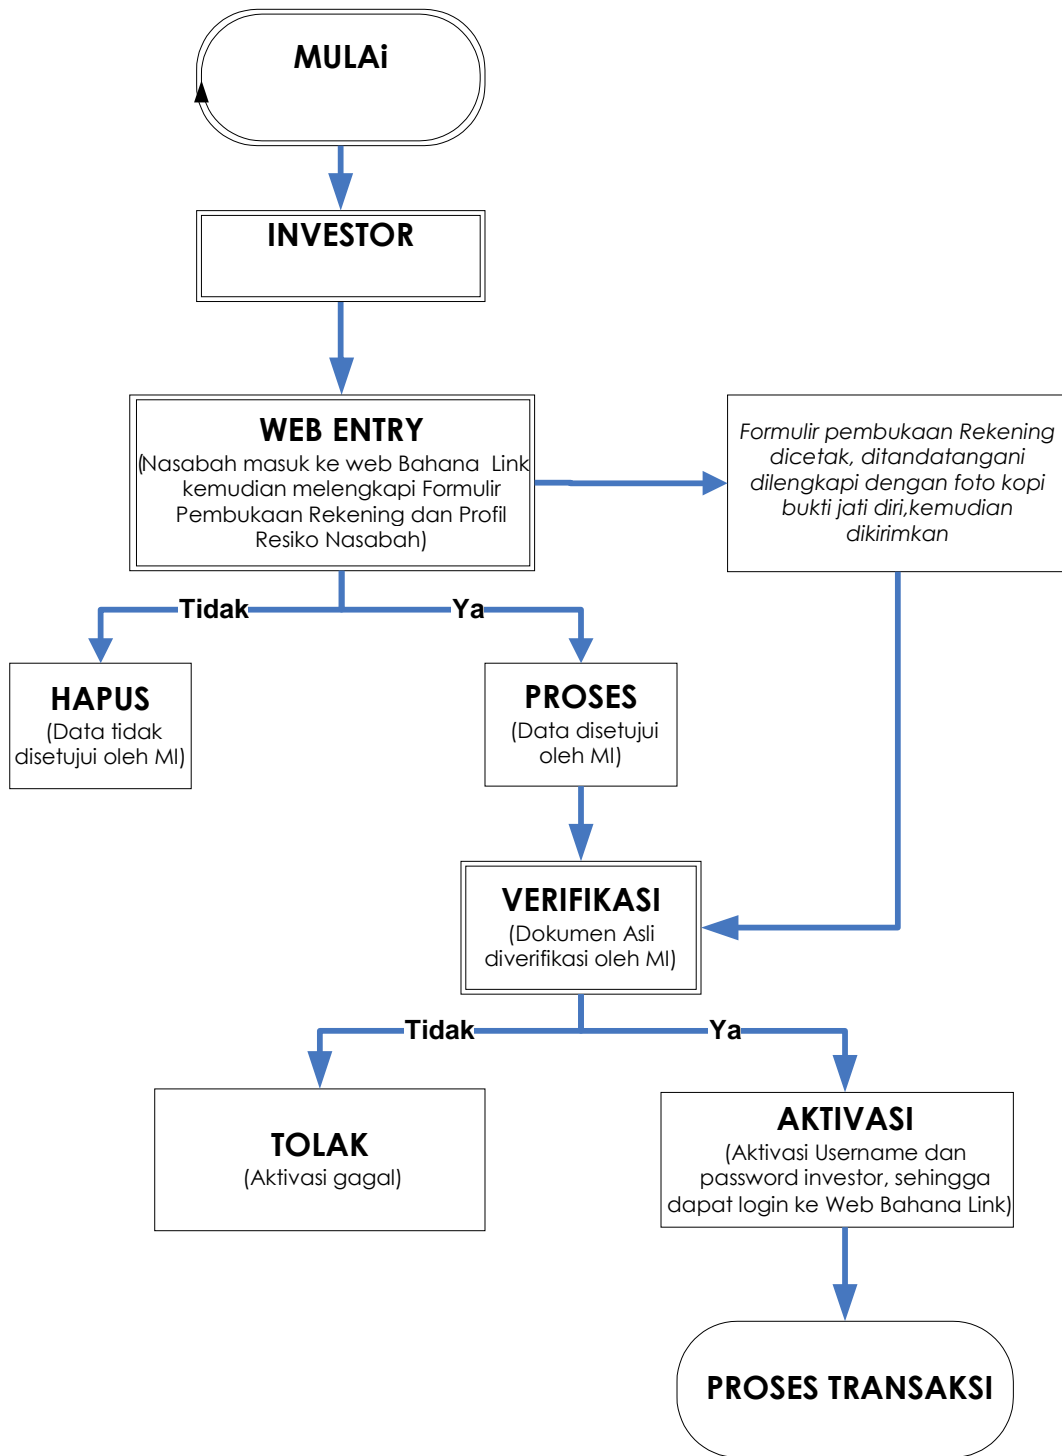 MULAi
INVESTOR
WEB ENTRY
(Nasabah masuk ke web Bahana Link
kemudian melengkapi Formulir
Pembukaan Rekening dan Profil
Resiko Nasabah)
Formulir pembukaan Rekening
dicetak, ditandatangani
dilengkapi dengan foto kopi
bukti jati diri,kemudian
dikirimkan
Tidak
Ya
HAPUS
(Data tidak
disetujui oleh MI)
PROSES
(Data disetujui
oleh MI)
VERIFIKASI
(Dokumen Asli
diverifikasi oleh MI)
Tidak
Ya
TOLAK
(Aktivasi gagal)
AKTIVASI
(Aktivasi Username dan
password investor, sehingga
dapat login ke Web Bahana Link)
PROSES TRANSAKSI